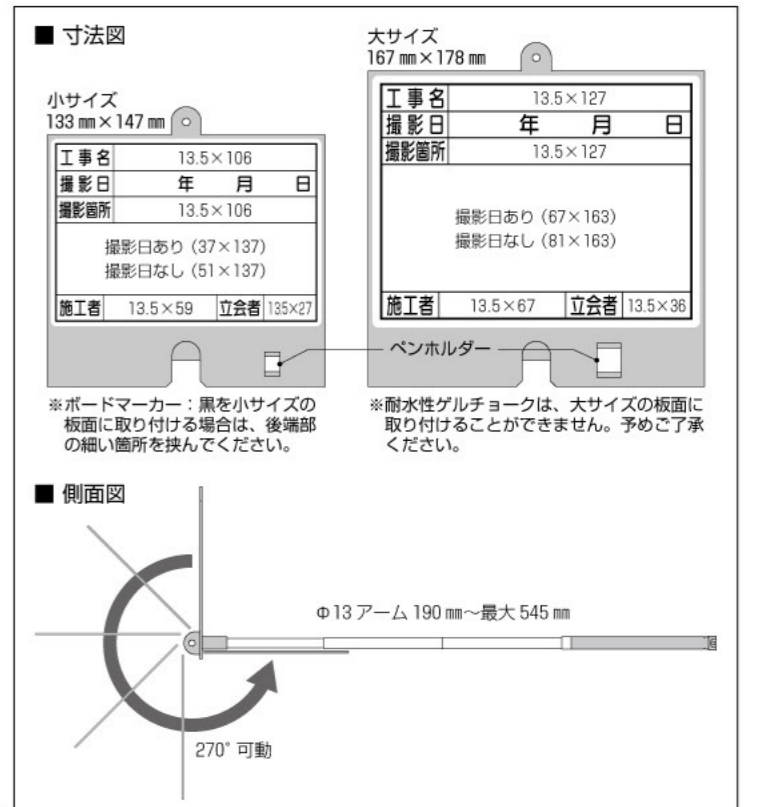 ■ 寸法図
小サイズ
133 ㎜×147 ㎜
工事名 13.5×106
撮影日 年 月 日
撮影箇所 13.5×106
撮影日あり（37×137）
撮影日なし（51×137）
施工者 13.5×59 立会者 135×27
大サイズ
167 ㎜×178 ㎜
工事名 13.5×127
撮影日 年 月 日
撮影箇所 13.5×127
撮影日あり（67×163）
撮影日なし（81×163）
施工者 13.5×67 立会者 13.5×36
ペンホルダー
※ボードマーカー：黒を小サイズの
板面に取り付ける場合は、後端部
の細い箇所を挟んでください。
※耐水性ゲルチョークは、大サイズの板面に
取り付けることができません。予めご了承
ください。
■ 側面図
Φ13 アーム 190 ㎜～最大 545 ㎜
270°可動